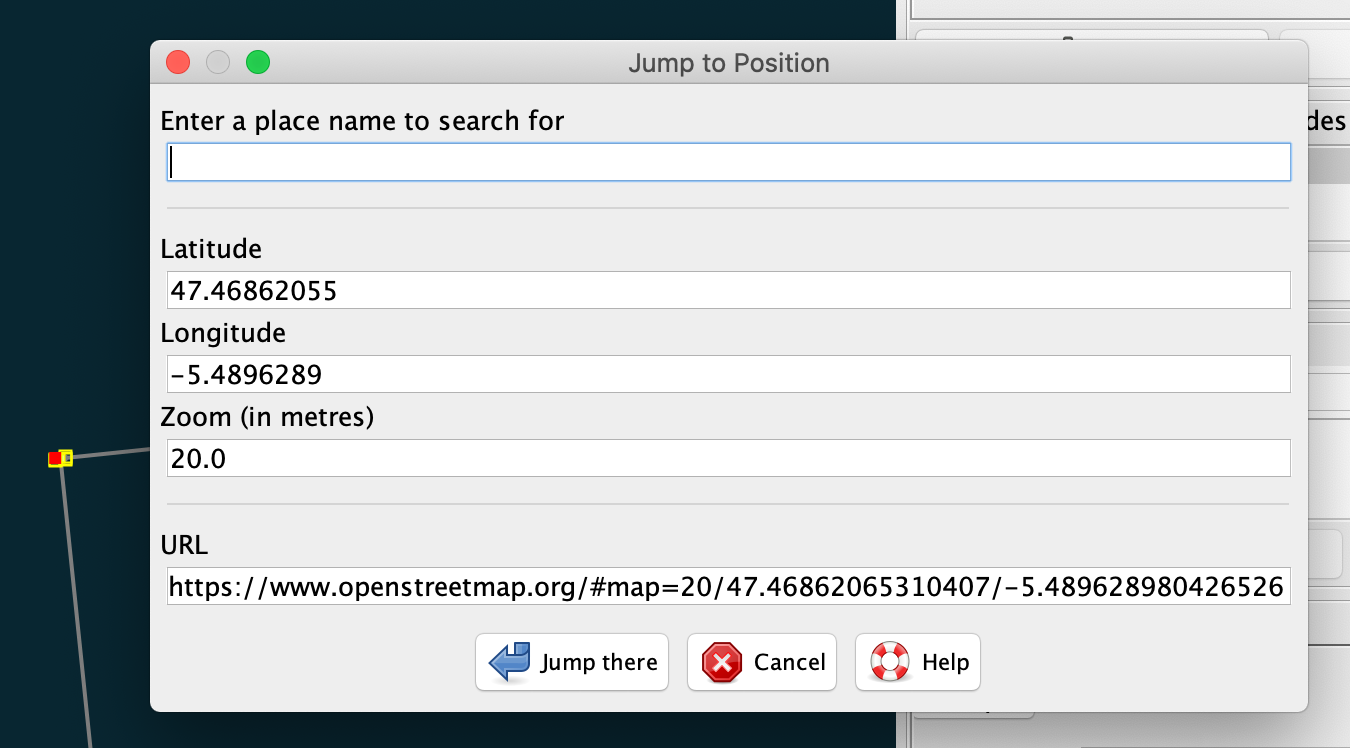 Jump to Position
Enter a place name to search for
des
Latitude
47.46862055
Longitude
-5.4896289
Zoom (in metres)
20.0
URL
https://www.openstreetmap.org/#map=20/47.46862065310407/-5.489628980426526
Jump there
Cancel
Help